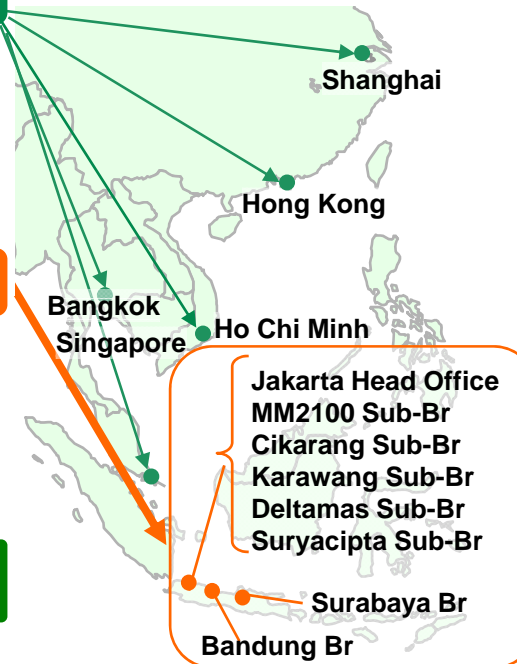 Shanghai
Hong Kong
Bangkok
Ho Chi Minh
Singapore
Jakarta Head Office
MM2100 Sub-Br
Cikarang Sub-Br
Karawang Sub-Br
Deltamas Sub-Br
Suryacipta Sub-Br
Surabaya Br
Bandung Br